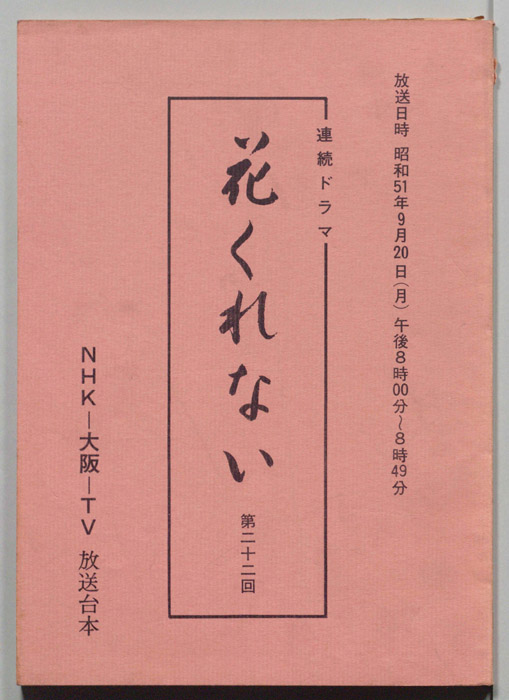 放送日時 昭和51年9月20日(月)午後8時00分〜8時49分
連続ドラマ
花くれない
第二十二回
NHK―大阪―TV 放送台本